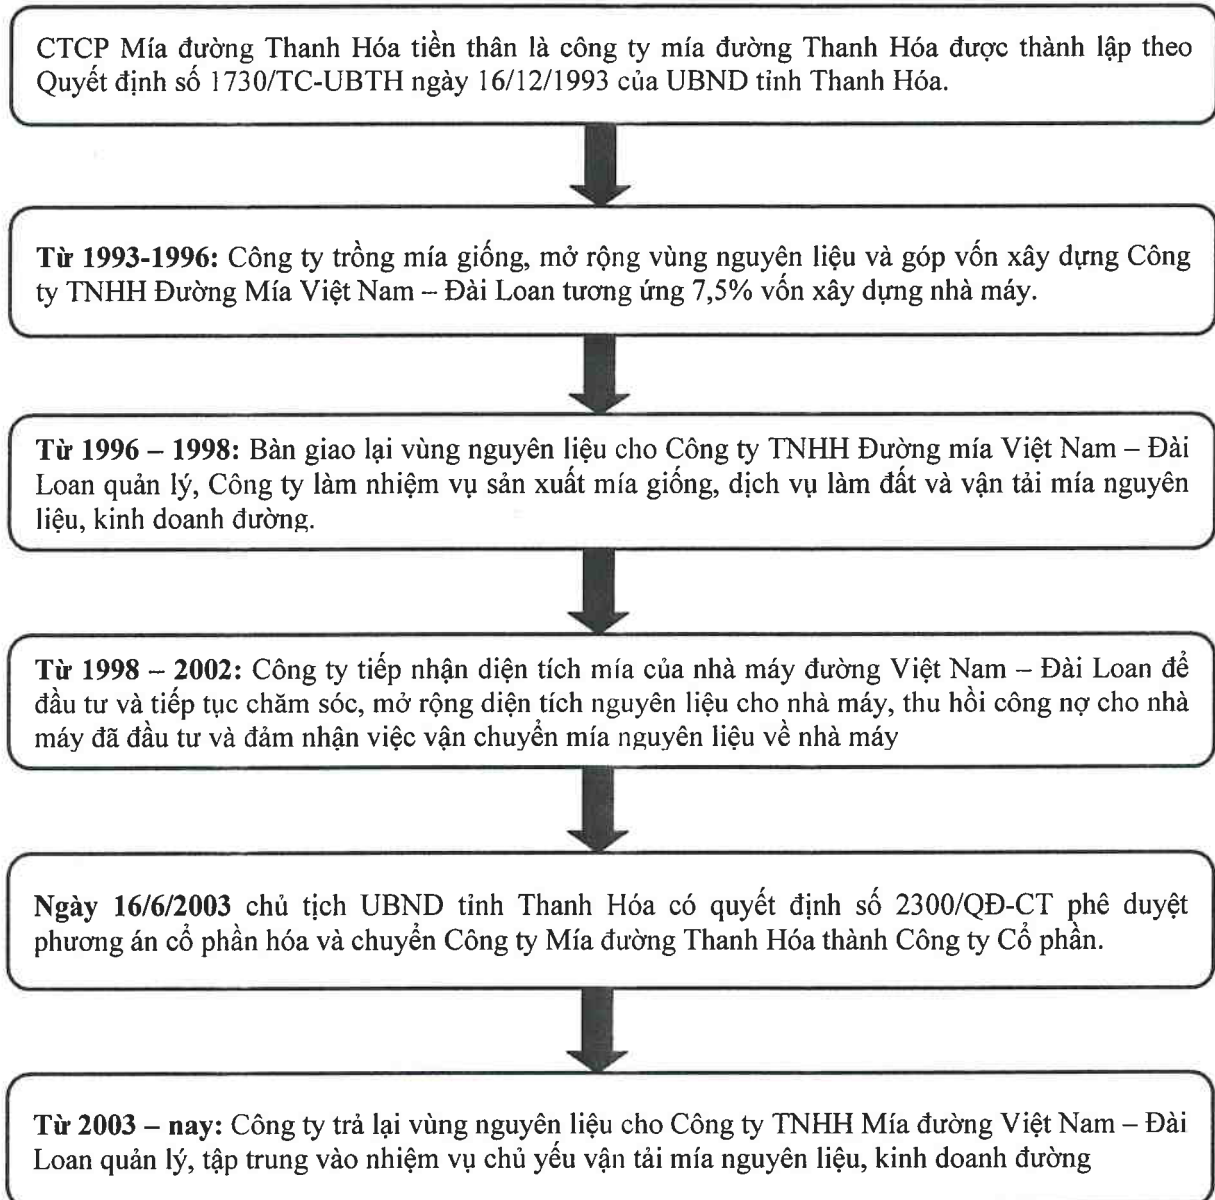 CTCP Mía đường Thanh Hóa tiền thân là công ty mía đường Thanh Hóa được thành lập theo
Quyết định số 1730/TC-UBTH ngày 16/12/1993 của UBND tỉnh Thanh Hóa.
Từ 1993-1996: Công ty trồng mía giống, mở rộng vùng nguyên liệu và góp vốn xây dựng Công
ty TNHH Đường Mía Việt Nam – Đài Loan tương ứng 7,5% vốn xây dựng nhà máy.
Từ 1996 – 1998: Bàn giao lại vùng nguyên liệu cho Công ty TNHH Đường mía Việt Nam – Đài
Loan quản lý, Công ty làm nhiệm vụ sản xuất mía giống, dịch vụ làm đất và vận tải mía nguyên
liệu, kinh doanh đường.
Từ 1998 – 2002: Công ty tiếp nhận diện tích mía của nhà máy đường Việt Nam – Đài Loan để
đầu tư và tiếp tục chăm sóc, mở rộng diện tích nguyên liệu cho nhà máy, thu hồi công nợ cho nhà
máy đã đầu tư và đảm nhận việc vận chuyển mía nguyên liệu về nhà máy
Ngày 16/6/2003 chủ tịch UBND tỉnh Thanh Hóa có quyết định số 2300/QĐ-CT phê duyệt
phương án cổ phần hóa và chuyển Công ty Mía đường Thanh Hóa thành Công ty Cổ phần.
Từ 2003 – nay: Công ty trả lại vùng nguyên liệu cho Công ty TNHH Mía đường Việt Nam – Đài
Loan quản lý, tập trung vào nhiệm vụ chủ yếu vận tải mía nguyên liệu, kinh doanh đường